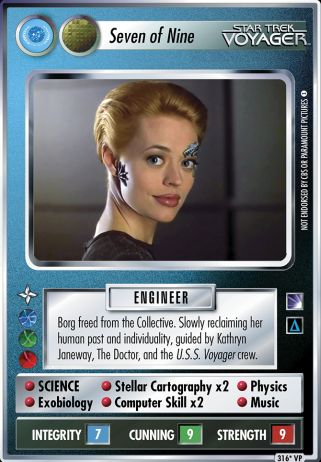 Seven of Nine
STAR TREK
VOYAGER
NOT ENDORSED BY CBS OR PARAMOUNT PICTURES
ENGINEER
Borg freed from the Collective. Slowly reclaiming her
human past and individuality, guided by Kathryn
Janeway, The Doctor, and the U.S.S. Voyager crew.
SCIENCE Stellar Cartography x2 Physics
Exobiology Computer Skill x2 Music
INTEGRITY 7 CUNNING 9 STRENGTH 9
316* VP